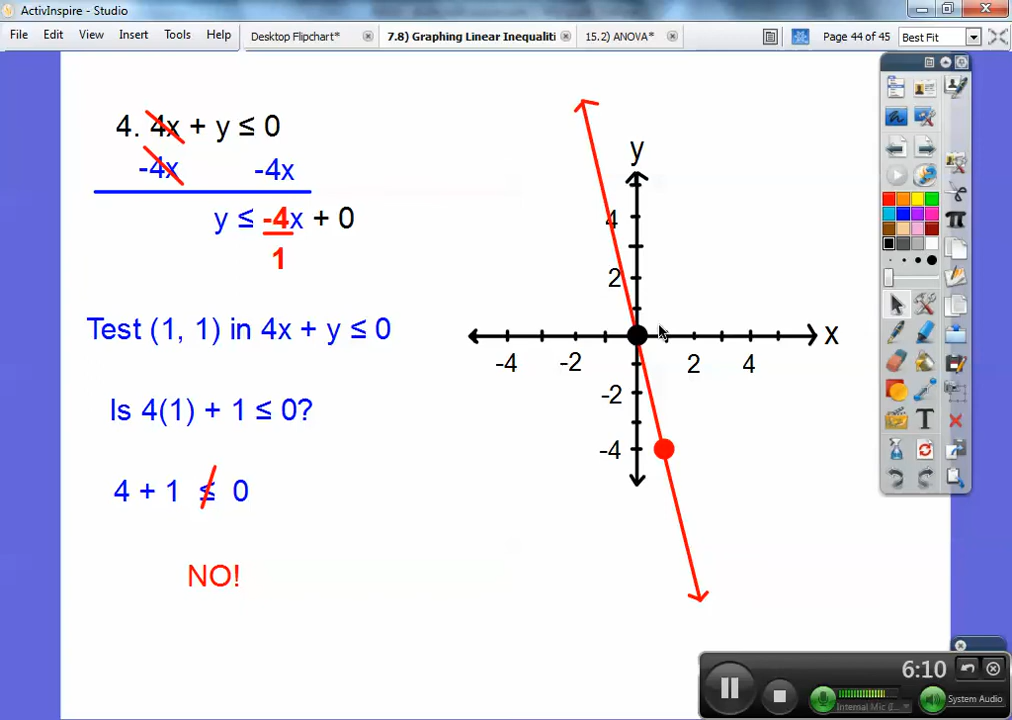 ActivInspire - Studio
File Edit View Insert Tools Help
Desktop Flipchart*
7.8) Graphing Linear Inequaliti
15.2) ANOVA*
Page 44 of 45
Best Fit
4. 4x + y ≤ 0
-4x -4x
y ≤ -4x + 0
1
Test (1, 1) in 4x + y ≤ 0
Is 4(1) + 1 ≤ 0?
4 + 1 ≤ 0
NO!
y
4
2
x
-4 -2 2 4
-2
-4
π
T
6:10
Internal Mic (I...
System Audio